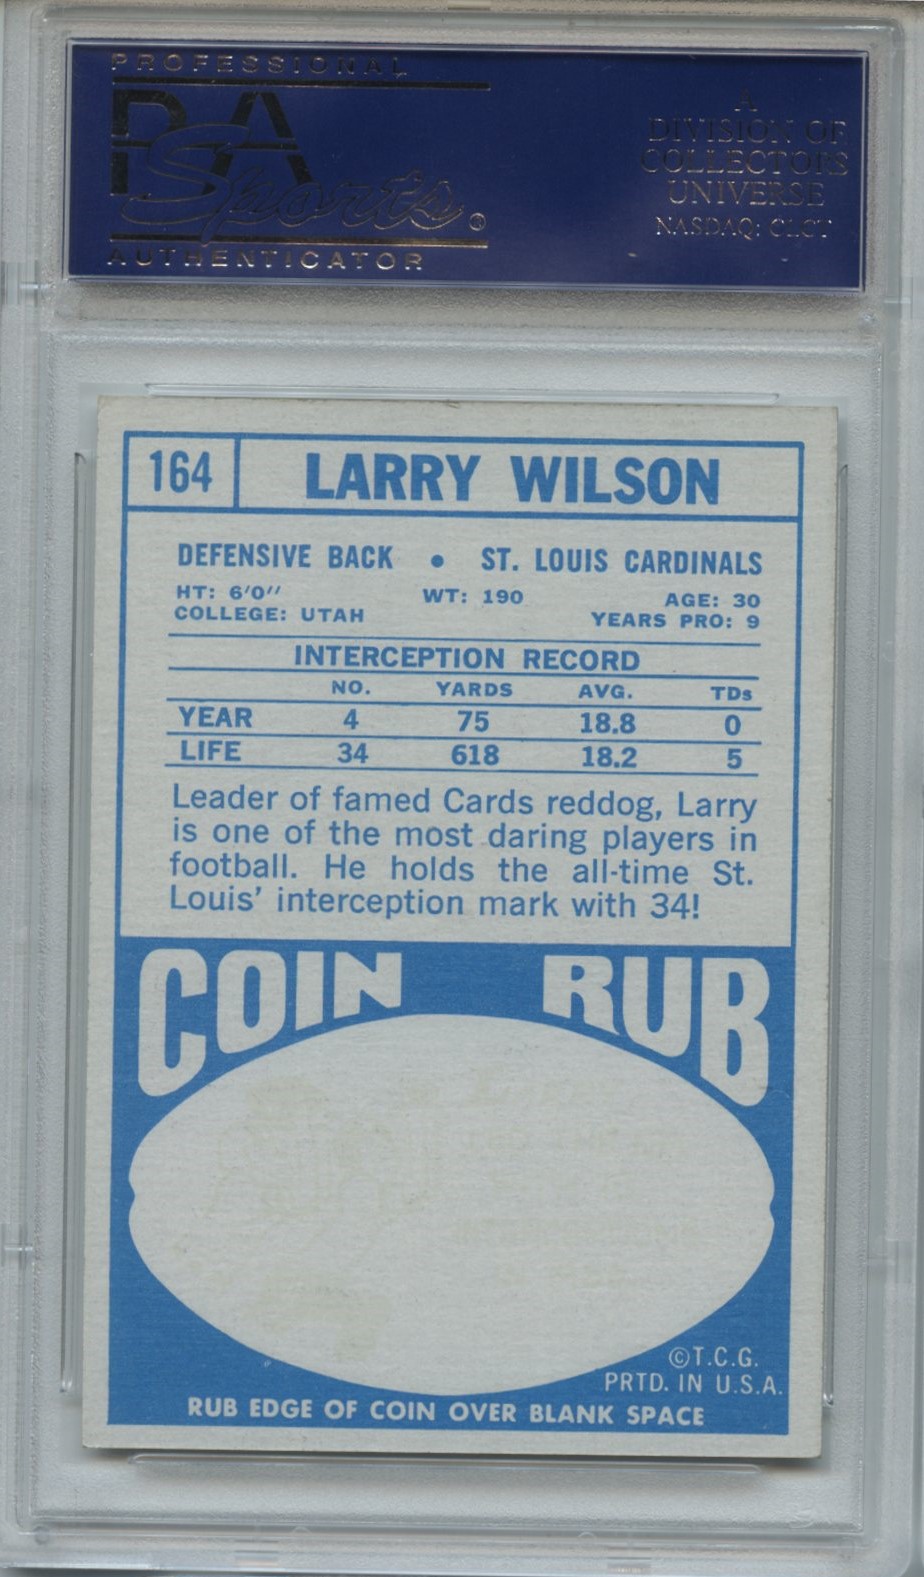 PROFESSIONAL
PSA
Sports®
AUTHENTICATOR
A
DIVISION OF
COLLECTORS
UNIVERSE
NASDAQ: CLCT
164 LARRY WILSON
DEFENSIVE BACK • ST. LOUIS CARDINALS
HT: 6'0'' WT: 190 AGE: 30
COLLEGE: UTAH YEARS PRO: 9
INTERCEPTION RECORD
NO. YARDS AVG. TDs
YEAR 4 75 18.8 0
LIFE 34 618 18.2 5
Leader of famed Cards reddog, Larry
is one of the most daring players in
football. He holds the all-time St.
Louis' interception mark with 34!
COIN RUB
©T.C.G.
PRTD. IN U.S.A.
RUB EDGE OF COIN OVER BLANK SPACE